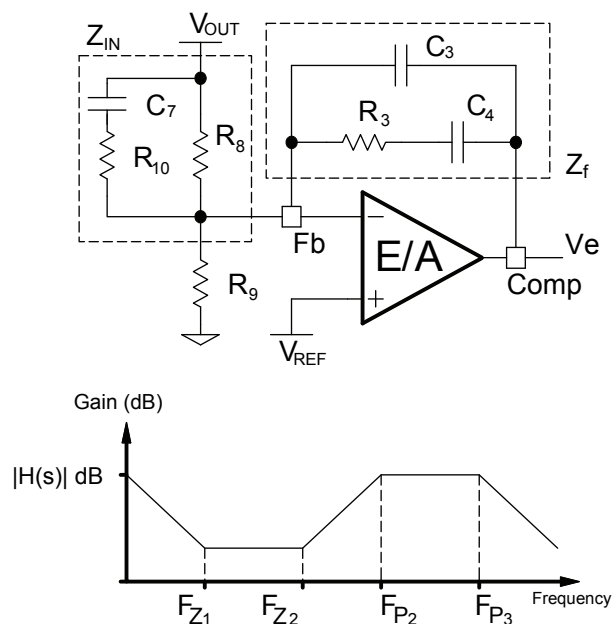 Z_IN
V_OUT
C_3
C_7
R_3
C_4
R_8
R_10
Z_f
Fb
−
E/A
Ve
R_9
+
Comp
V_REF
Gain (dB)
|H(s)| dB
F_Z1 F_Z2 F_P2 F_P3 Frequency